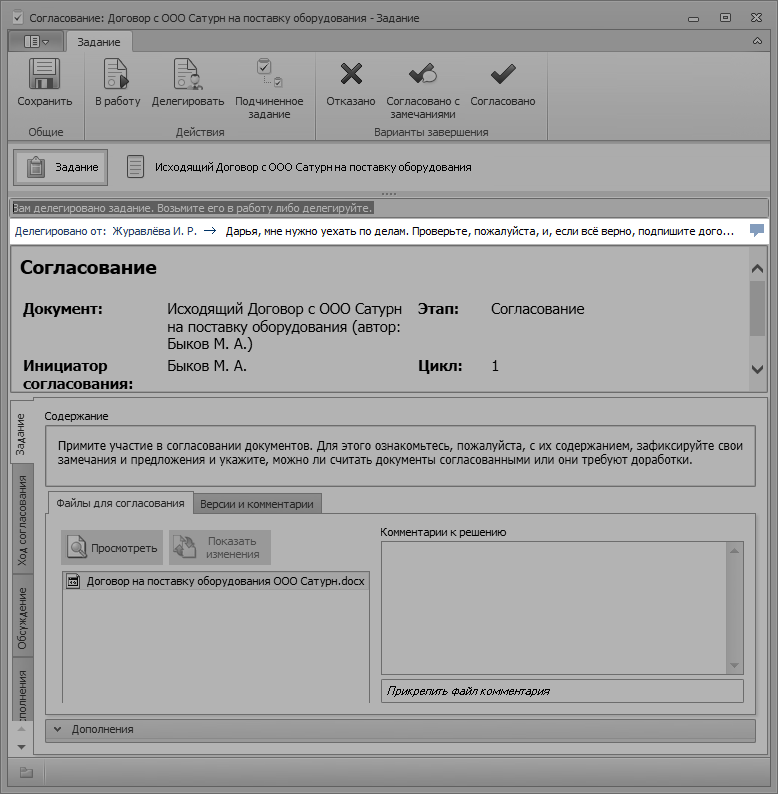 Согласование: Договор с ООО Сатурн на поставку оборудования - Задание
Задание
Сохранить
В работу
Делегировать
Подчиненное
задание
Отказано
Согласовано с
замечаниями
Согласовано
Общие
Действия
Варианты завершения
Задание
Исходящий Договор с ООО Сатурн на поставку оборудования
Вам делегировано задание. Возьмите его в работу либо делегируйте.
Делегировано от: Журавлёва И. Р. → Дарья, мне нужно уехать по делам. Проверьте, пожалуйста, и, если всё верно, подпишите дого...
Согласование
Документ:
Исходящий Договор с ООО Сатурн
на поставку оборудования (автор:
Быков М. А.)
Этап:
Согласование
Инициатор
согласования:
Быков М. А.
Цикл:
1
Задание
Ход согласования
Обсуждение
сполнения
Содержание
Примите участие в согласовании документов. Для этого ознакомьтесь, пожалуйста, с их содержанием, зафиксируйте свои
замечания и предложения и укажите, можно ли считать документы согласованными или они требуют доработки.
Файлы для согласования
Версии и комментарии
Просмотреть
Показать
изменения
Договор на поставку оборудования ООО Сатурн.docx
Комментарии к решению
Прикрепить файл комментария
Дополнения